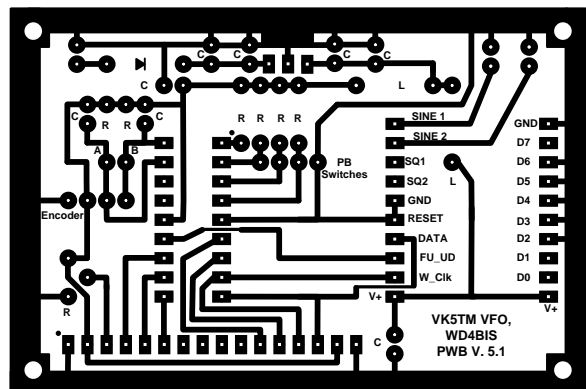 C C C C
C L
C R R C
R R R R
SINE 1
GND
A B
SINE 2
D7
PB
Switches
SQ1
D6
SQ2
L
D5
Encoder
GND
D4
RESET
D3
DATA
D2
FU_UD
D1
W_Clk
D0
R
V+
V+
VK5TM VFO,
WD4BIS
PWB V. 5.1
C